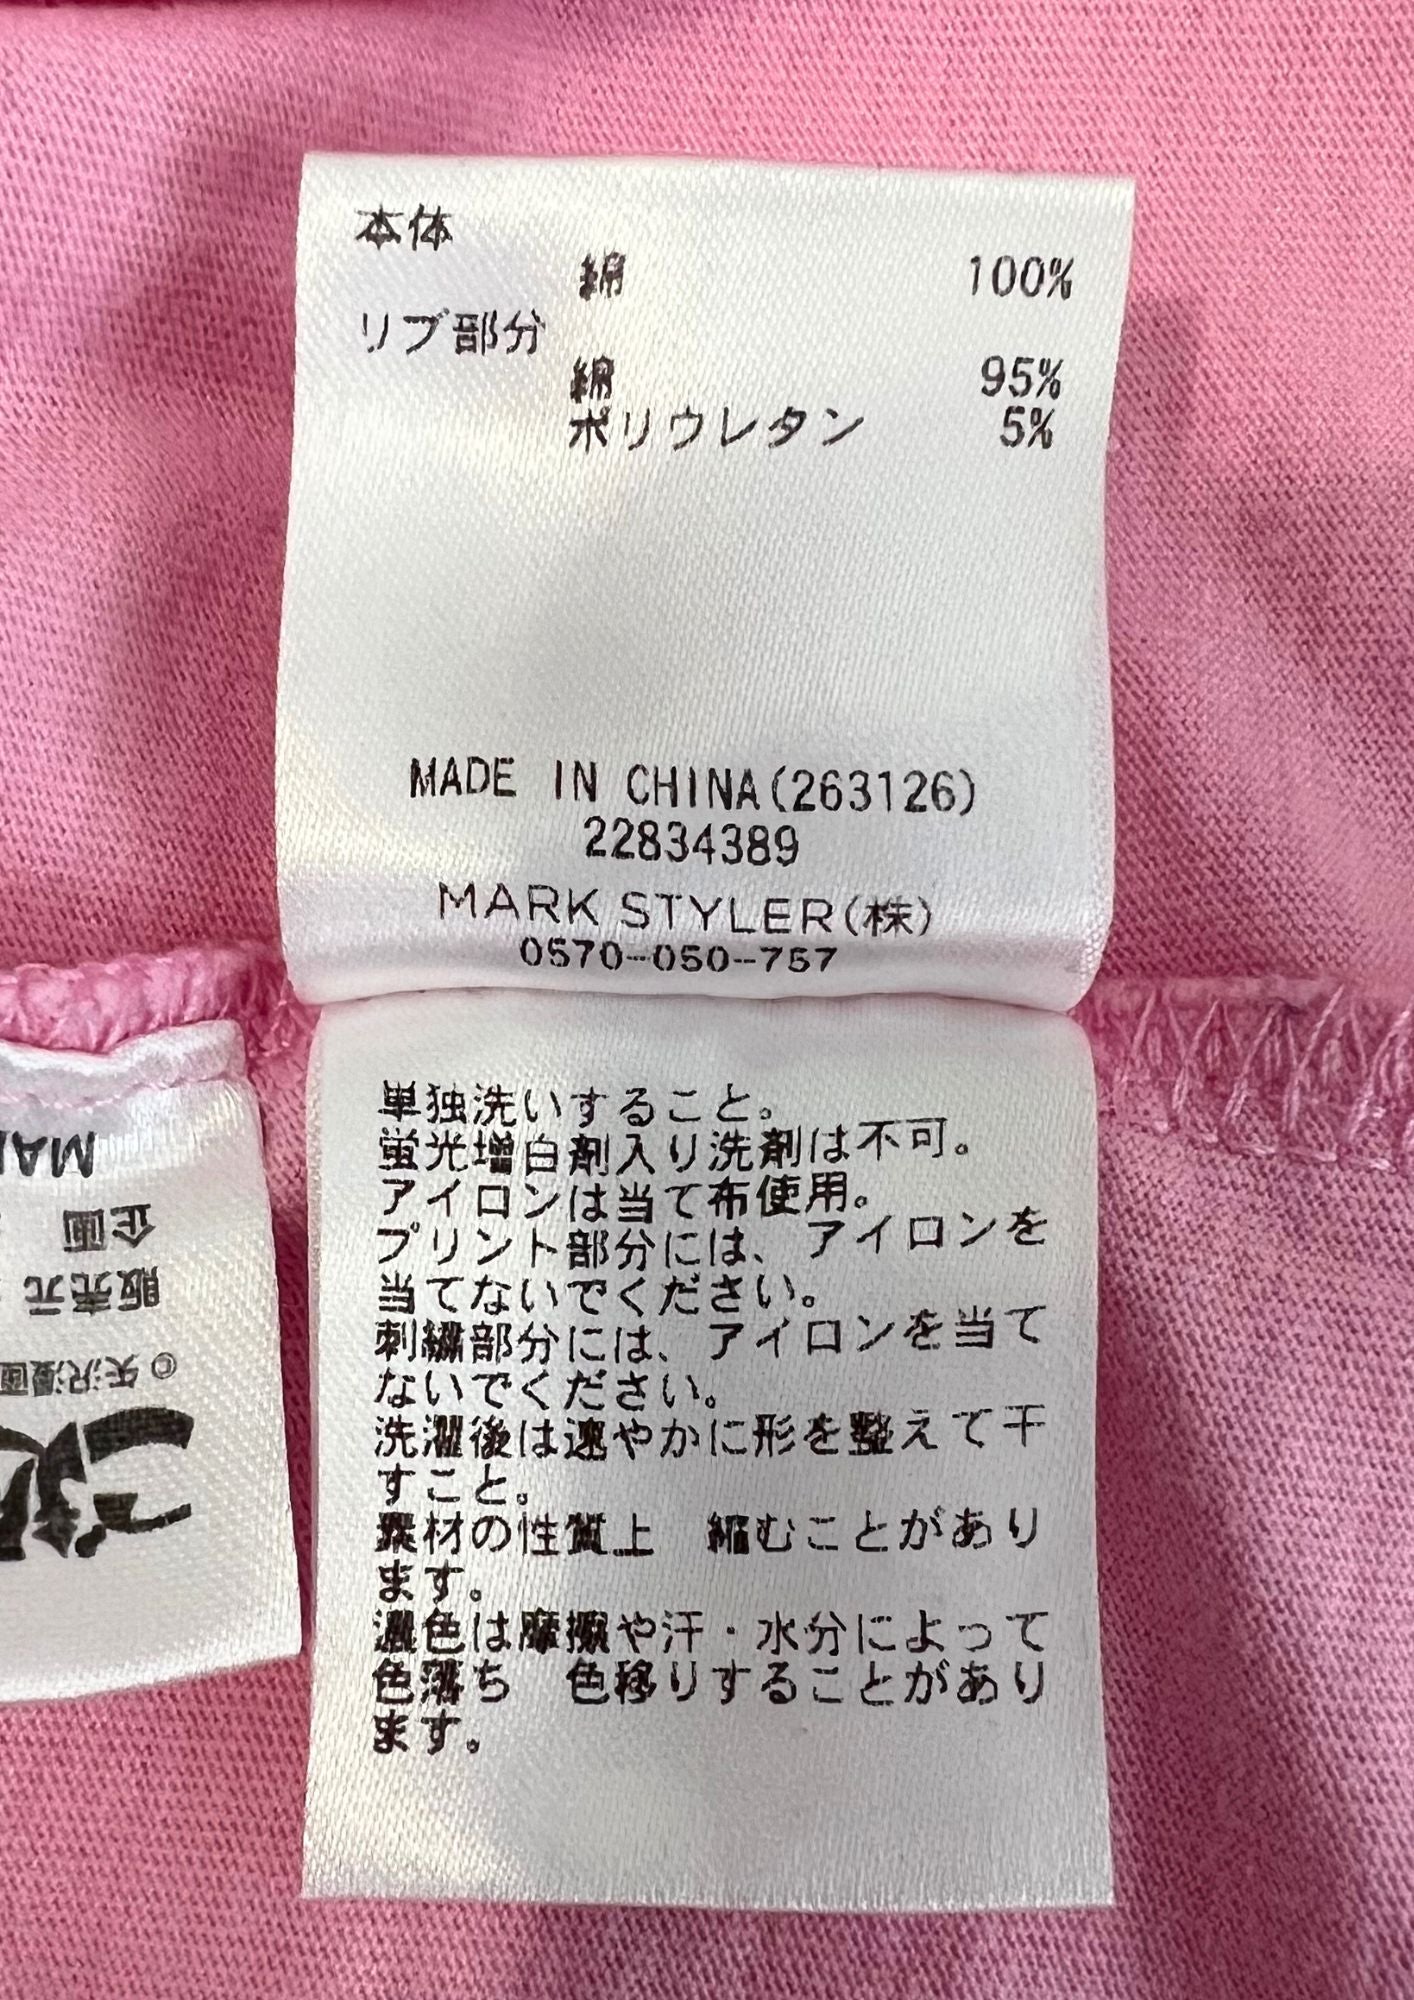 本体
綿 100%
リブ部分
綿 95%
ポリウレタン 5%
MADE IN CHINA(263126)
22834389
MARK STYLER(株)
0570-050-757
単独洗いすること。
蛍光増白剤入り洗剤は不可。
アイロンは当て布使用。
プリント部分には、アイロンを
当てないでください。
刺繍部分には、アイロンを当て
ないでください。
洗濯後は速やかに形を整えて干
すこと。
素材の性質上 縮むことがあり
ます。
濃色は摩擦や汗・水分によって
色落ち 色移りすることがあり
ます。
企画
販売元
© 矢沢漫画